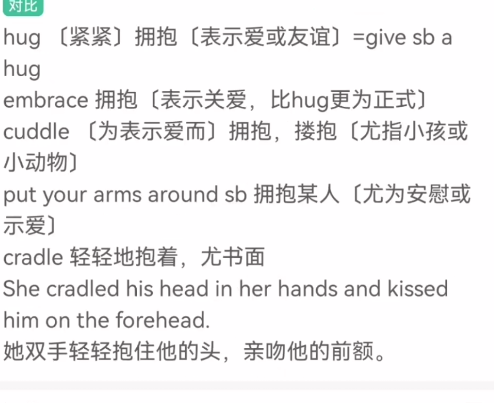 对比
hug 〔紧紧〕拥抱〔表示爱或友谊〕=give sb a
hug
embrace 拥抱〔表示关爱，比hug更为正式〕
cuddle 〔为表示爱而〕拥抱，搂抱〔尤指小孩或
小动物〕
put your arms around sb 拥抱某人〔尤为安慰或
示爱〕
cradle 轻轻地抱着，尤书面
She cradled his head in her hands and kissed
him on the forehead.
她双手轻轻抱住他的头，亲吻他的前额。